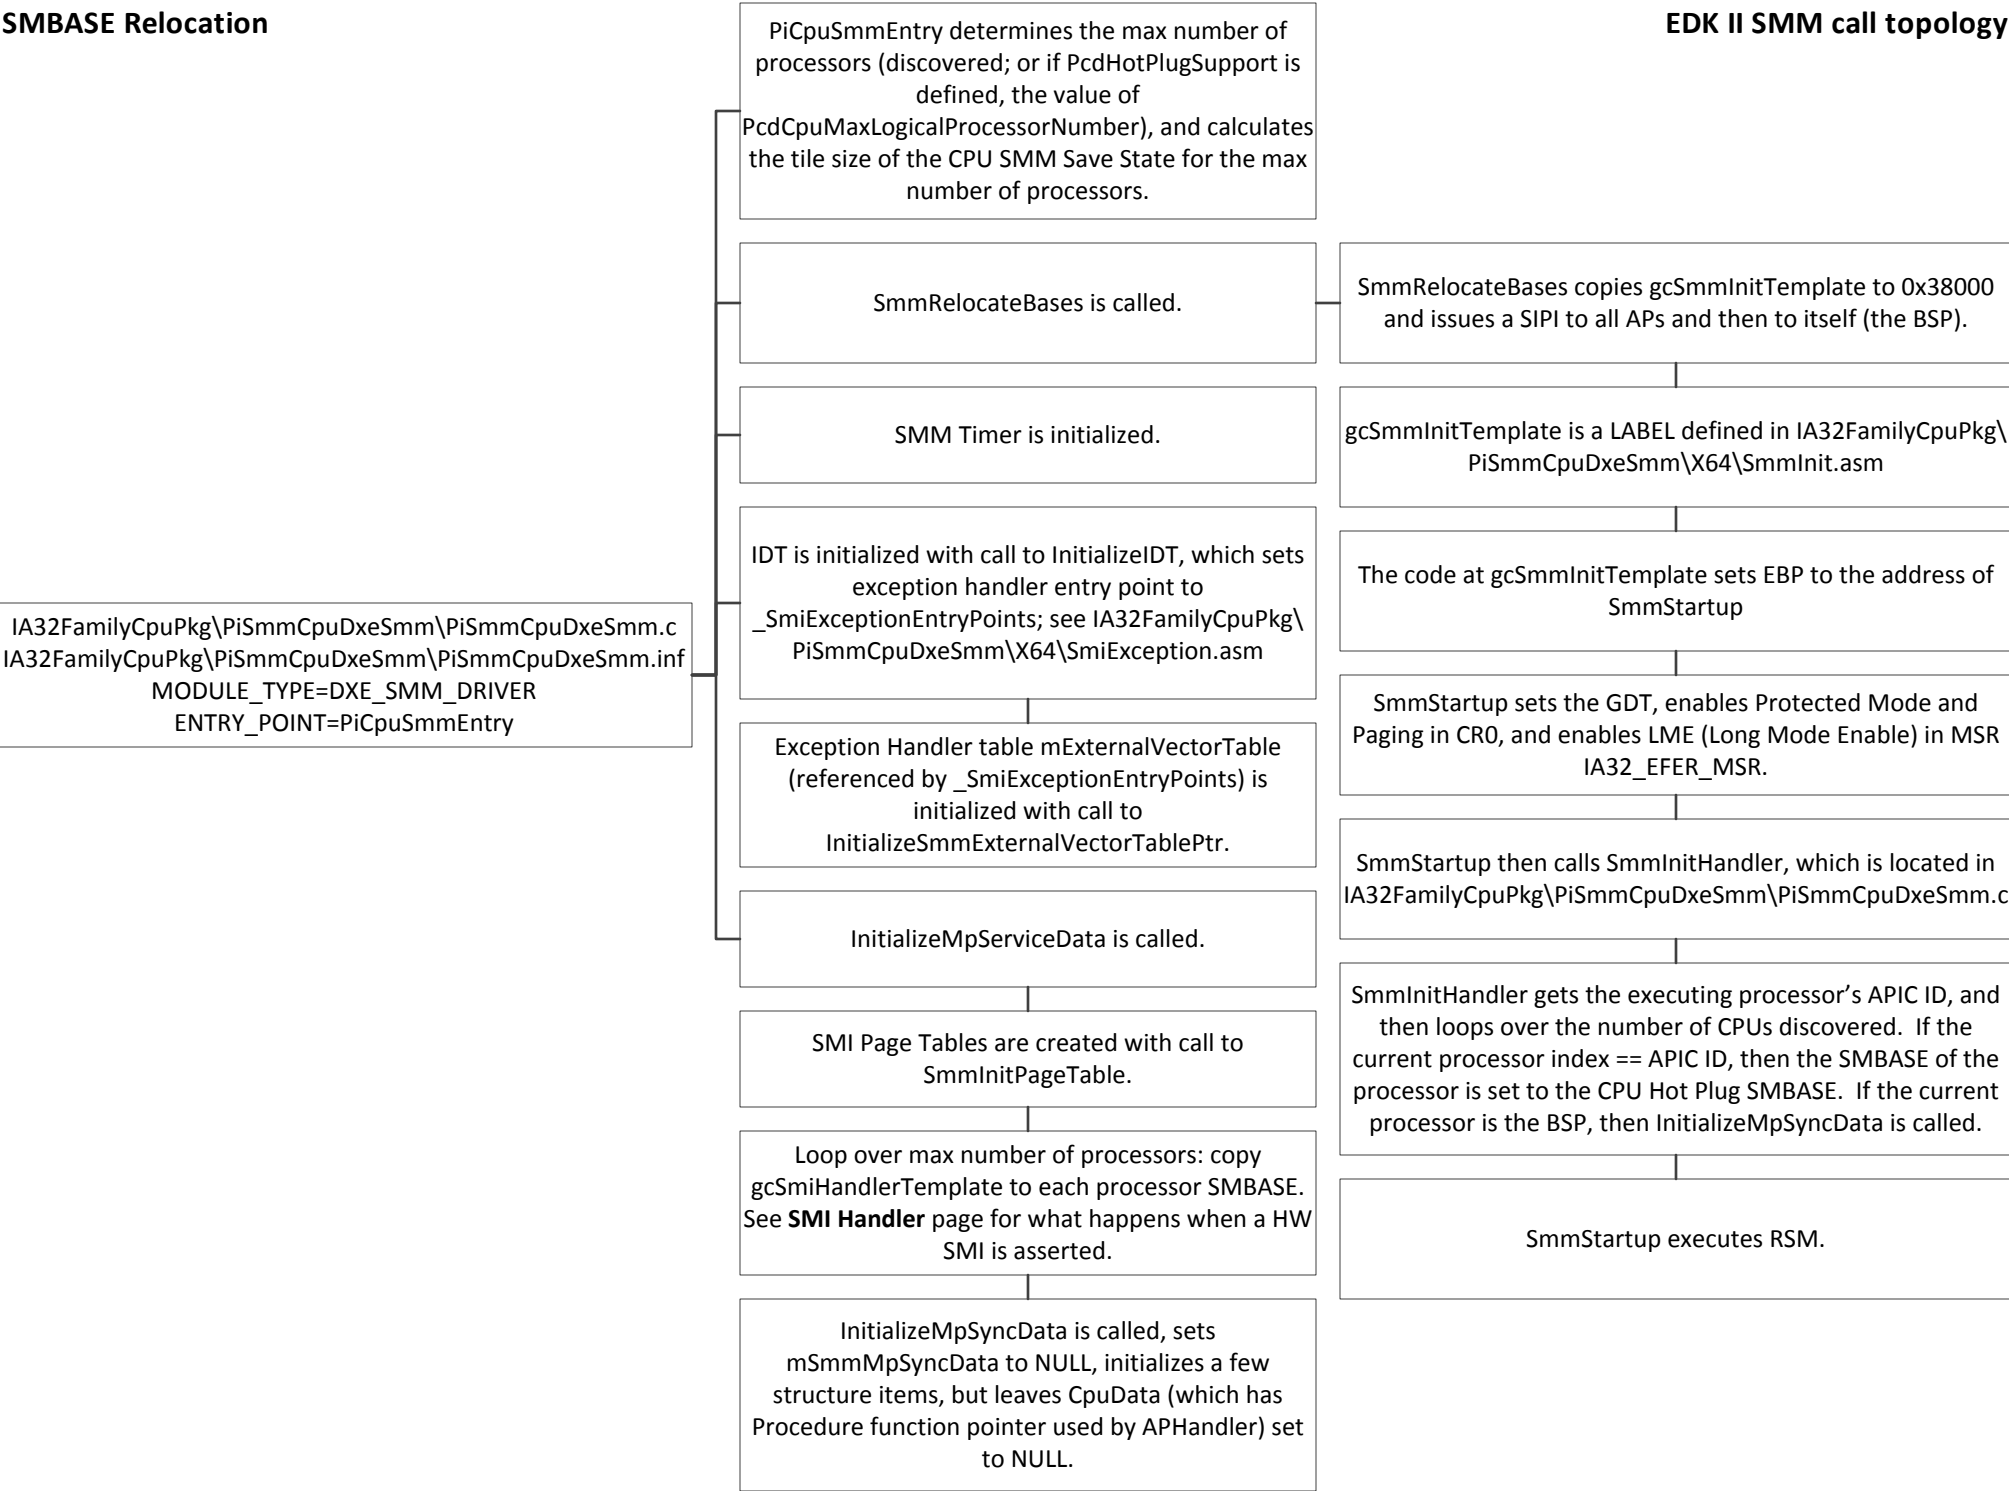 SMBASE Relocation
EDK II SMM call topology
IA32FamilyCpuPkg\PiSmmCpuDxeSmm\PiSmmCpuDxeSmm.c
IA32FamilyCpuPkg\PiSmmCpuDxeSmm\PiSmmCpuDxeSmm.inf
MODULE_TYPE=DXE_SMM_DRIVER
ENTRY_POINT=PiCpuSmmEntry
PiCpuSmmEntry determines the max number of
processors (discovered; or if PcdHotPlugSupport is
defined, the value of
PcdCpuMaxLogicalProcessorNumber), and calculates
the tile size of the CPU SMM Save State for the max
number of processors.
SmmRelocateBases is called.
SMM Timer is initialized.
IDT is initialized with call to InitializeIDT, which sets
exception handler entry point to
_SmiExceptionEntryPoints; see IA32FamilyCpuPkg\
PiSmmCpuDxeSmm\X64\SmiException.asm
Exception Handler table mExternalVectorTable
(referenced by _SmiExceptionEntryPoints) is
initialized with call to
InitializeSmmExternalVectorTablePtr.
InitializeMpServiceData is called.
SMI Page Tables are created with call to
SmmInitPageTable.
Loop over max number of processors: copy
gcSmiHandlerTemplate to each processor SMBASE.
See SMI Handler page for what happens when a HW
SMI is asserted.
InitializeMpSyncData is called, sets
mSmmMpSyncData to NULL, initializes a few
structure items, but leaves CpuData (which has
Procedure function pointer used by APHandler) set
to NULL.
SmmRelocateBases copies gcSmmInitTemplate to 0x38000
and issues a SIPI to all APs and then to itself (the BSP).
gcSmmInitTemplate is a LABEL defined in IA32FamilyCpuPkg\
PiSmmCpuDxeSmm\X64\SmmInit.asm
The code at gcSmmInitTemplate sets EBP to the address of
SmmStartup
SmmStartup sets the GDT, enables Protected Mode and
Paging in CR0, and enables LME (Long Mode Enable) in MSR
IA32_EFER_MSR.
SmmStartup then calls SmmInitHandler, which is located in
IA32FamilyCpuPkg\PiSmmCpuDxeSmm\PiSmmCpuDxeSmm.c
SmmInitHandler gets the executing processor’s APIC ID, and
then loops over the number of CPUs discovered.  If the
current processor index == APIC ID, then the SMBASE of the
processor is set to the CPU Hot Plug SMBASE.  If the current
processor is the BSP, then InitializeMpSyncData is called.
SmmStartup executes RSM.